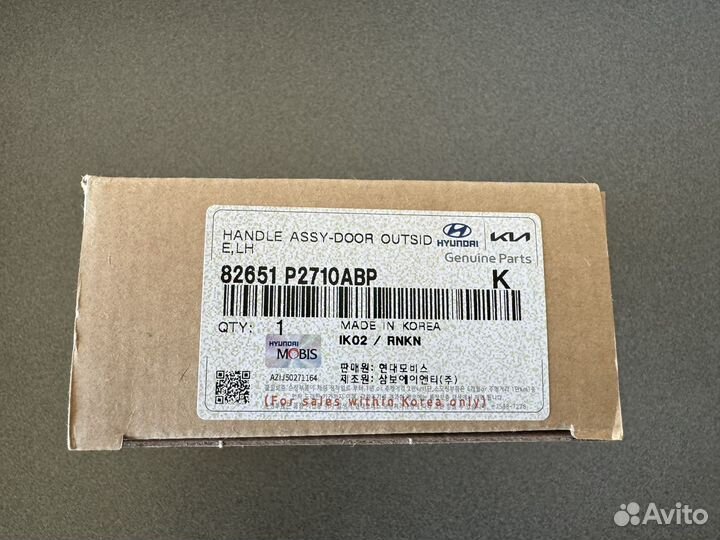 HANDLE ASSY-DOOR OUTSID
E,LH
HYUNDAI
KIA
Genuine Parts
82651 P2710ABP
K
QTY: 1
MADE IN KOREA
IK02 / RNKN
HYUNDAI
MOBIS
AZIJ50271164
판매원: 현대모비스
제조원: 삼보에이엔티(주)
(For sales within Korea only)
Avito